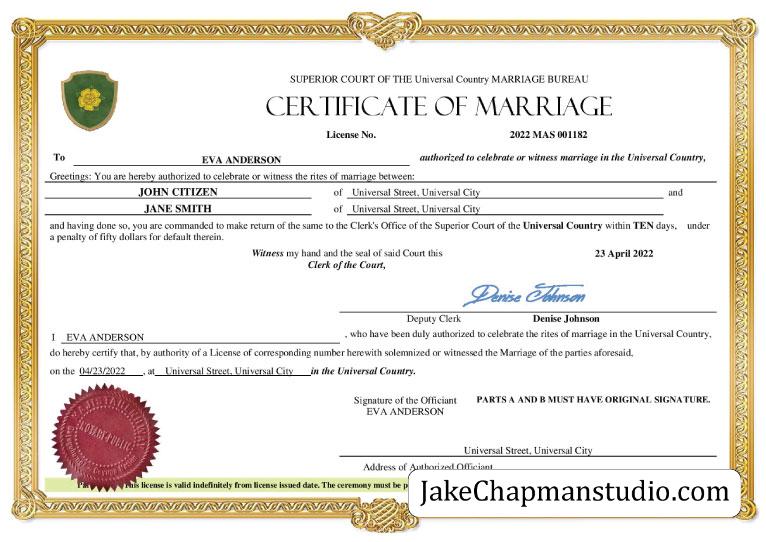 SUPERIOR COURT OF THE Universal Country MARRIAGE BUREAU
CERTIFICATE OF MARRIAGE
License No. 2022 MAS 001182
To EVA ANDERSON authorized to celebrate or witness marriage in the Universal Country,
Greetings: You are hereby authorized to celebrate or witness the rites of marriage between:
JOHN CITIZEN of Universal Street, Universal City and
JANE SMITH of Universal Street, Universal City
and having done so, you are commanded to make return of the same to the Clerk's Office of the Superior Court of the Universal Country within TEN days, under
a penalty of fifty dollars for default therein.
Witness my hand and the seal of said Court this 23 April 2022
Clerk of the Court,
Denise Johnson
Deputy Clerk Denise Johnson
I EVA ANDERSON , who have been duly authorized to celebrate the rites of marriage in the Universal Country,
do hereby certify that, by authority of a License of corresponding number herewith solemnized or witnessed the Marriage of the parties aforesaid,
on the 04/23/2022 , at Universal Street, Universal City in the Universal Country.
Signature of the Officiant PARTS A AND B MUST HAVE ORIGINAL SIGNATURE.
EVA ANDERSON
NOTARY PUBLIC
Universal Street, Universal City
Address of Authorized Officiant
license is valid indefinitely from license issued date. The ceremony must be
JakeChapmanstudio.com